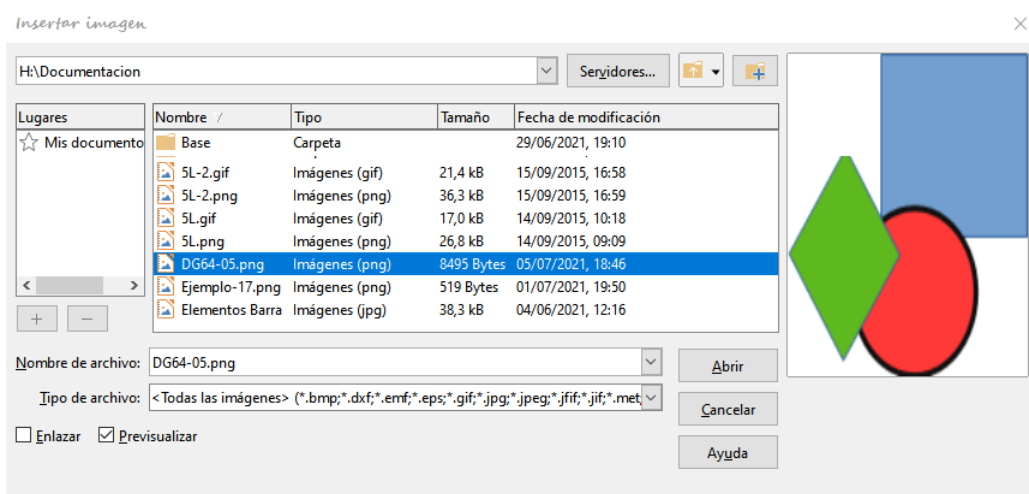 Insertar imagen
H:\Documentacion
Servidores...
Lugares
Mis documento
Nombre Tipo Tamaño Fecha de modificación
Base Carpeta 29/06/2021, 19:10
5L-2.gif Imágenes (gif) 21,4 kB 15/09/2015, 16:58
5L-2.png Imágenes (png) 36,3 kB 15/09/2015, 16:59
5L.gif Imágenes (gif) 17,0 kB 14/09/2015, 10:18
5L.png Imágenes (png) 26,8 kB 14/09/2015, 09:09
DG64-05.png Imágenes (png) 8495 Bytes 05/07/2021, 18:46
Ejemplo-17.png Imágenes (png) 519 Bytes 01/07/2021, 19:50
Elementos Barra Imágenes (jpg) 38,3 kB 04/06/2021, 12:16
Nombre de archivo: DG64-05.png
Abrir
Tipo de archivo: <Todas las imágenes> (*.bmp;*.dxf;*.emf;*.eps;*.gif;*.jpg;*.jpeg;*.jfif;*.jif;*.met;
Cancelar
Enlazar Previsualizar
Ayuda